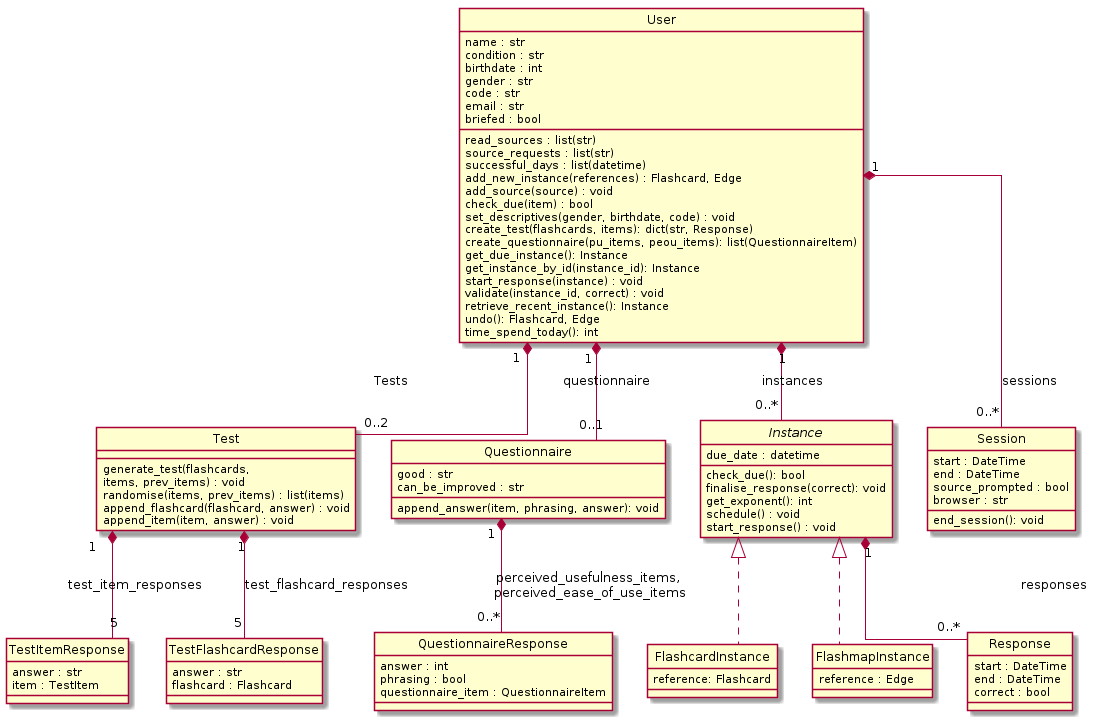 User
name : str
condition : str
birthdate : int
gender : str
code : str
email : str
briefed : bool
read_sources : list(str)
source_requests : list(str)
successful_days : list(datetime)
add_new_instance(references) : Flashcard, Edge
add_source(source) : void
check_due(item) : bool
set_descriptives(gender, birthdate, code) : void
create_test(flashcards, items): dict(str, Response)
create_questionnaire(pu_items, peou_items): list(QuestionnaireItem)
get_due_instance(): Instance
get_instance_by_id(instance_id): Instance
start_response(instance) : void
validate(instance_id, correct) : void
retrieve_recent_instance(): Instance
undo(): Flashcard, Edge
time_spend_today(): int
1
1
1
1
Tests
questionnaire
instances
sessions
0..2
0..1
0..*
0..*
Test
generate_test(flashcards,
items, prev_items) : void
randomise(items, prev_items) : list(items)
append_flashcard(flashcard, answer) : void
append_item(item, answer) : void
Questionnaire
good : str
can_be_improved : str
append_answer(item, phrasing, answer): void
Instance
due_date : datetime
check_due(): bool
finalise_response(correct): void
get_exponent(): int
schedule() : void
start_response() : void
Session
start : DateTime
end : DateTime
source_prompted : bool
browser : str
end_session(): void
1
1
1
1
test_item_responses
test_flashcard_responses
perceived_usefulness_items,
perceived_ease_of_use_items
responses
5
5
0..*
0..*
TestItemResponse
answer : str
item : TestItem
TestFlashcardResponse
answer : str
flashcard : Flashcard
QuestionnaireResponse
answer : int
phrasing : bool
questionnaire_item : QuestionnaireItem
FlashcardInstance
reference: Flashcard
FlashmapInstance
reference : Edge
Response
start : DateTime
end : DateTime
correct : bool